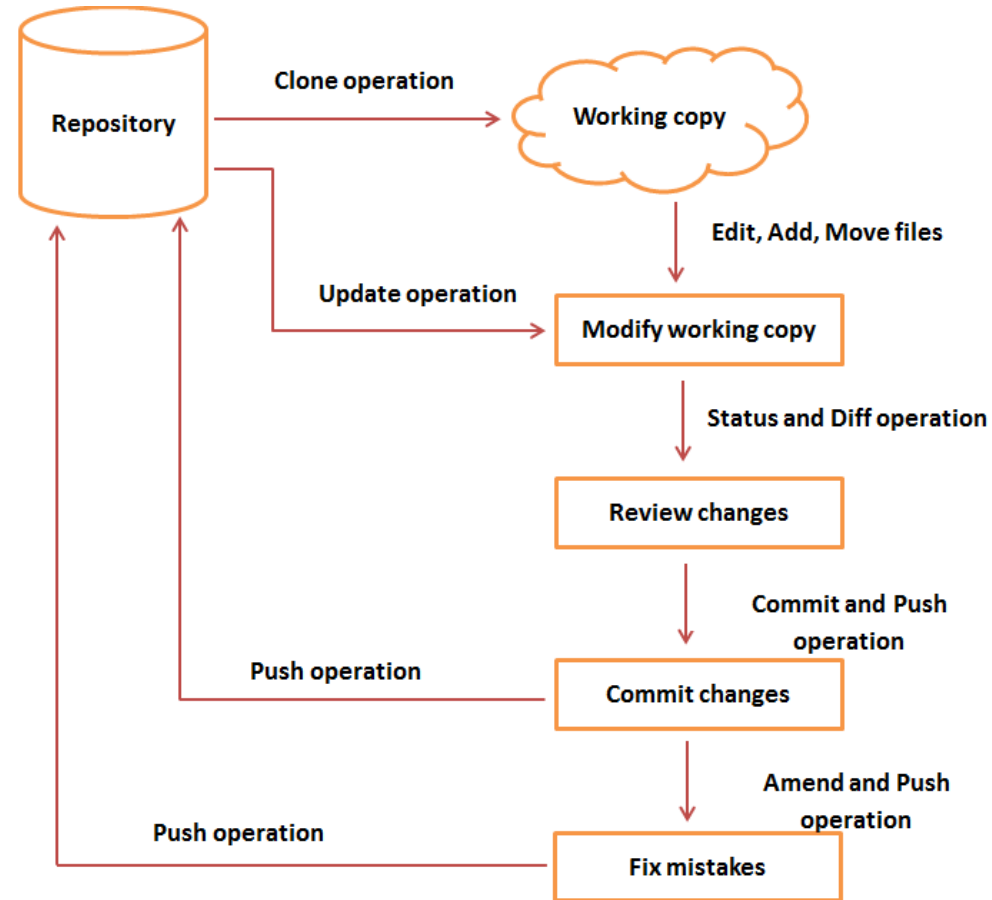 Clone operation
Repository
Working copy
Edit, Add, Move files
Update operation
Modify working copy
Status and Diff operation
Review changes
Commit and Push
operation
Push operation
Commit changes
Amend and Push
operation
Push operation
Fix mistakes